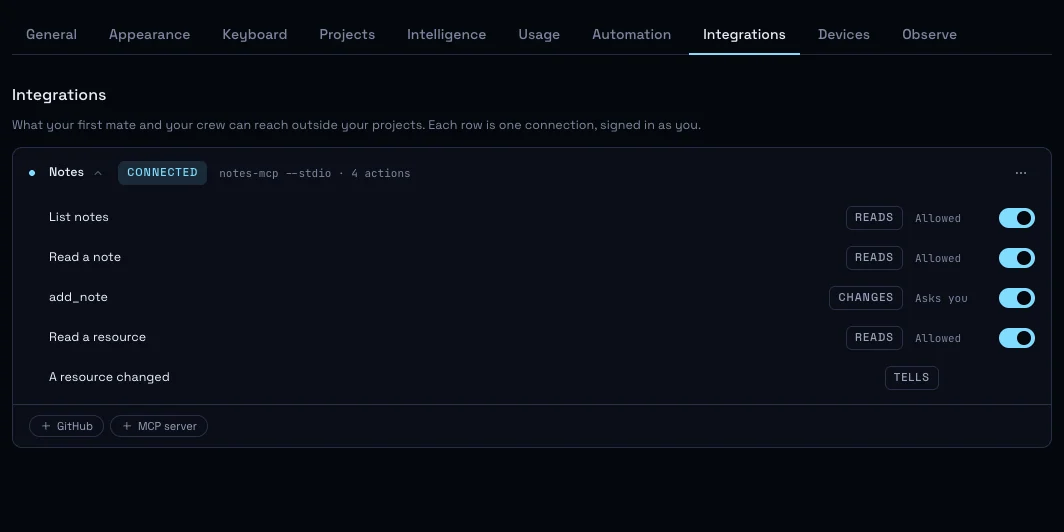 General Appearance Keyboard Projects Intelligence Usage Automation Integrations Devices Observe
Integrations
What your first mate and your crew can reach outside your projects. Each row is one connection, signed in as you.
Notes CONNECTED notes-mcp --stdio · 4 actions ...
List notes READS Allowed
Read a note READS Allowed
add_note CHANGES Asks you
Read a resource READS Allowed
A resource changed TELLS
+ GitHub + MCP server